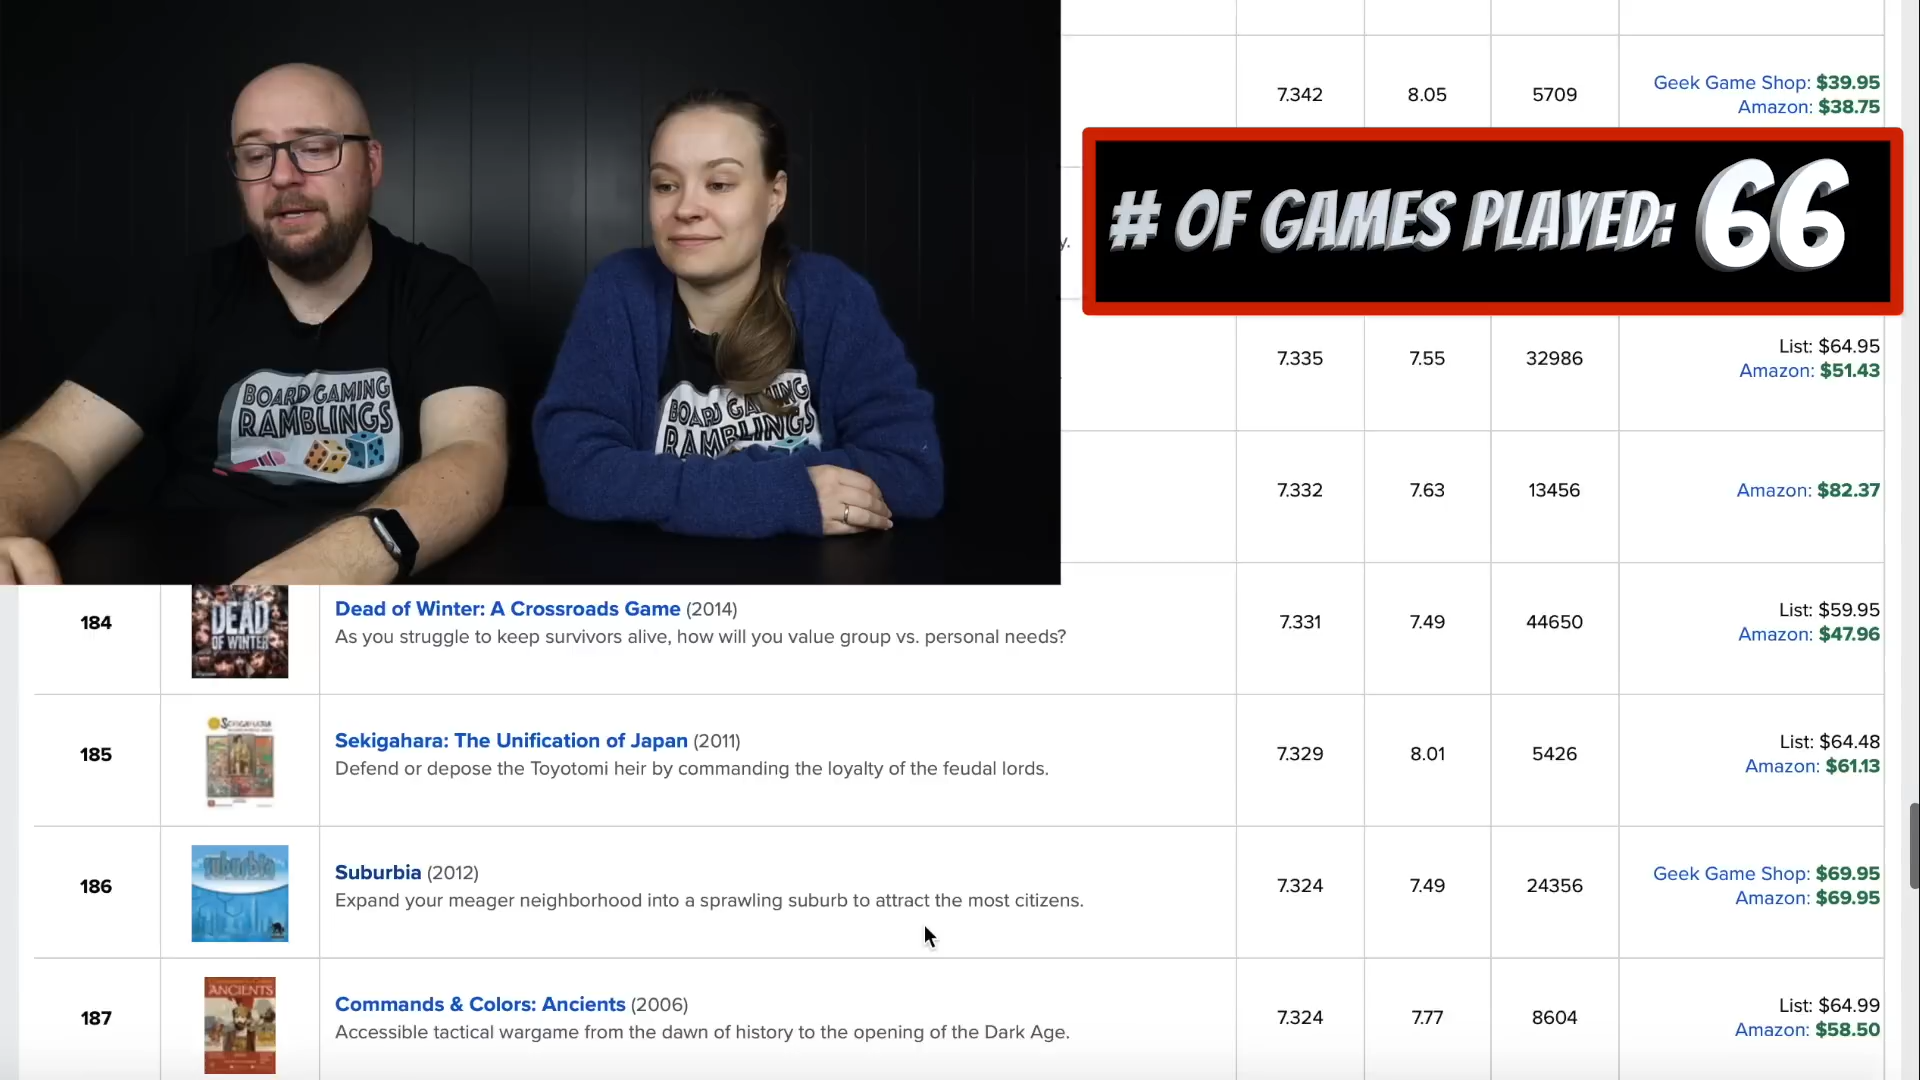 7.342 8.05 5709 Geek Game Shop: $39.95
Amazon: $38.75
# OF GAMES PLAYED: 66
y.
7.335 7.55 32986 List: $64.95
Amazon: $51.43
7.332 7.63 13456 Amazon: $82.37
BOARD GAMING
RAMBLINGS
BOARD GAMING
RAMBLINGS
184 Dead of Winter: A Crossroads Game (2014) 7.331 7.49 44650 List: $59.95
As you struggle to keep survivors alive, how will you value group vs. personal needs? Amazon: $47.96
DEAD
OF WINTER
185 Sekigahara: The Unification of Japan (2011) 7.329 8.01 5426 List: $64.48
Defend or depose the Toyotomi heir by commanding the loyalty of the feudal lords. Amazon: $61.13
SEKIGAHARA
186 Suburbia (2012) 7.324 7.49 24356 Geek Game Shop: $69.95
Expand your meager neighborhood into a sprawling suburb to attract the most citizens. Amazon: $69.95
suburbia
187 Commands & Colors: Ancients (2006) 7.324 7.77 8604 List: $64.99
Accessible tactical wargame from the dawn of history to the opening of the Dark Age. Amazon: $58.50
ANCIENTS